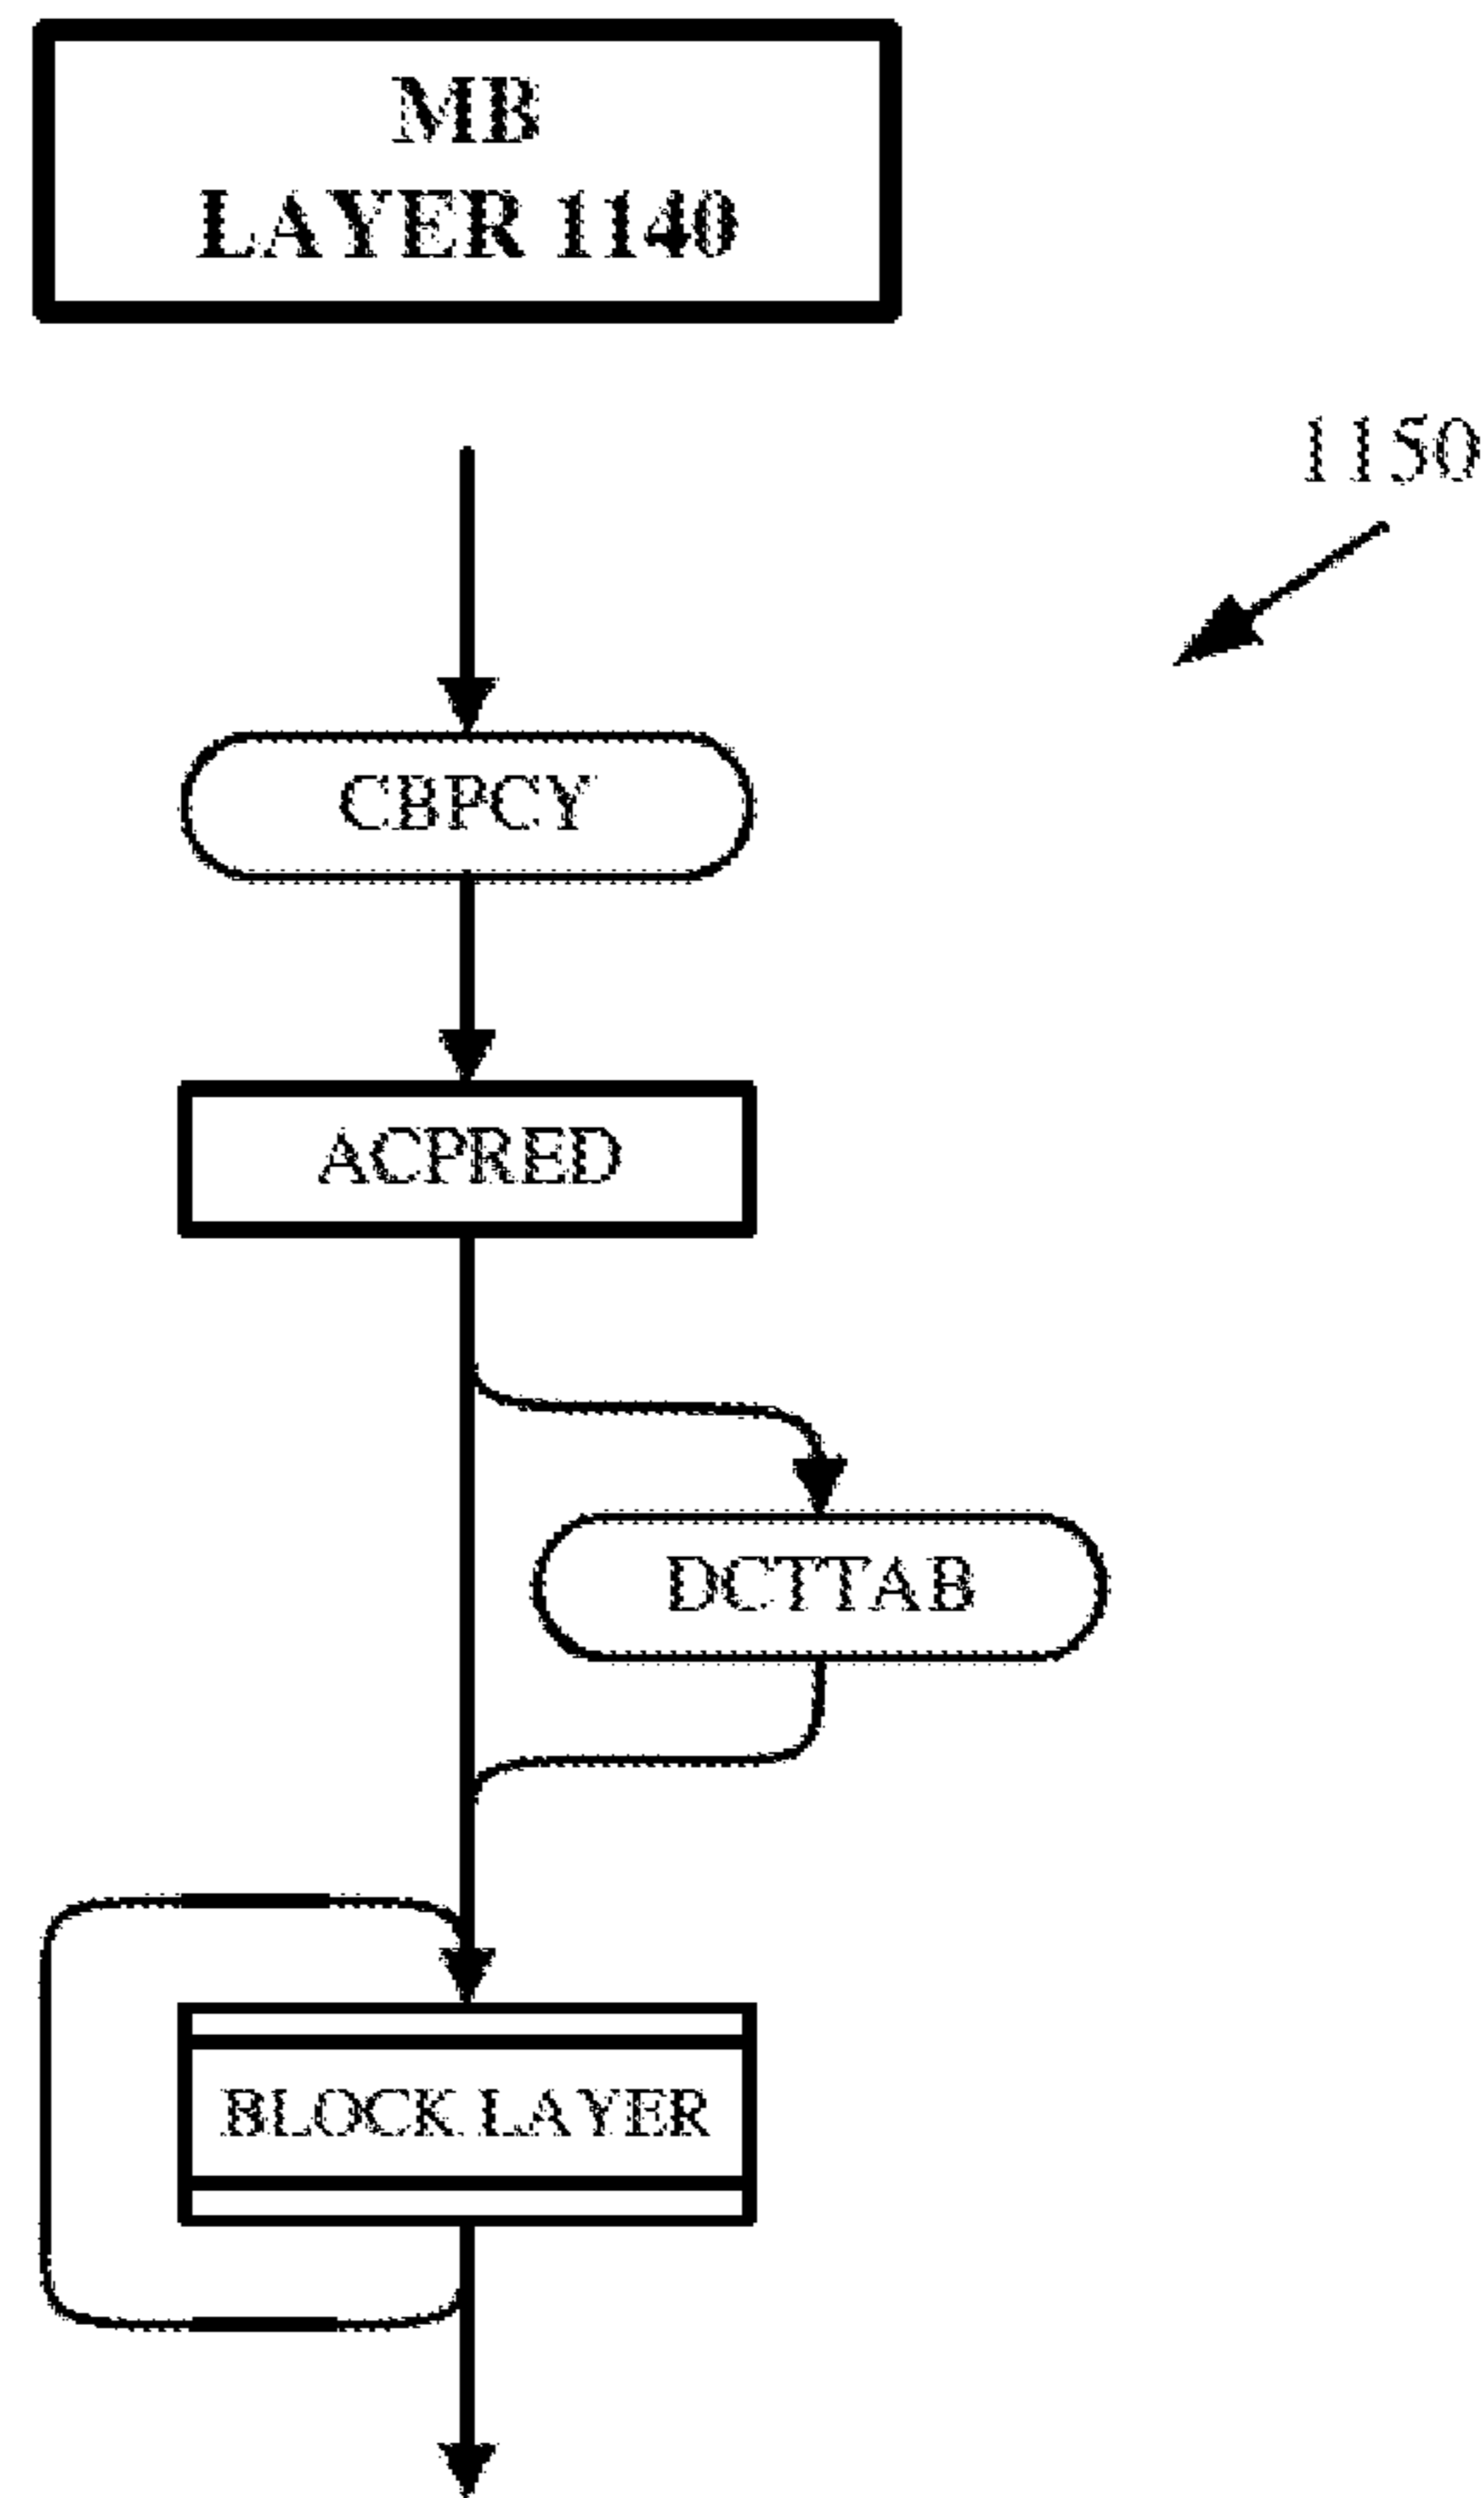 MB
LAYER 1140
1150
CBPCY
ACPRED
DCTTAB
BLOCK LAYER